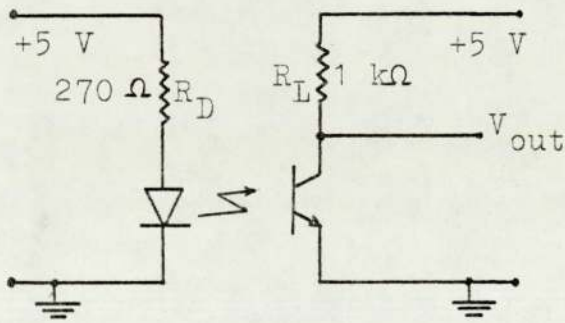 +5 V
+5 V
270 Ω R_D
R_L 1 kΩ
V_out